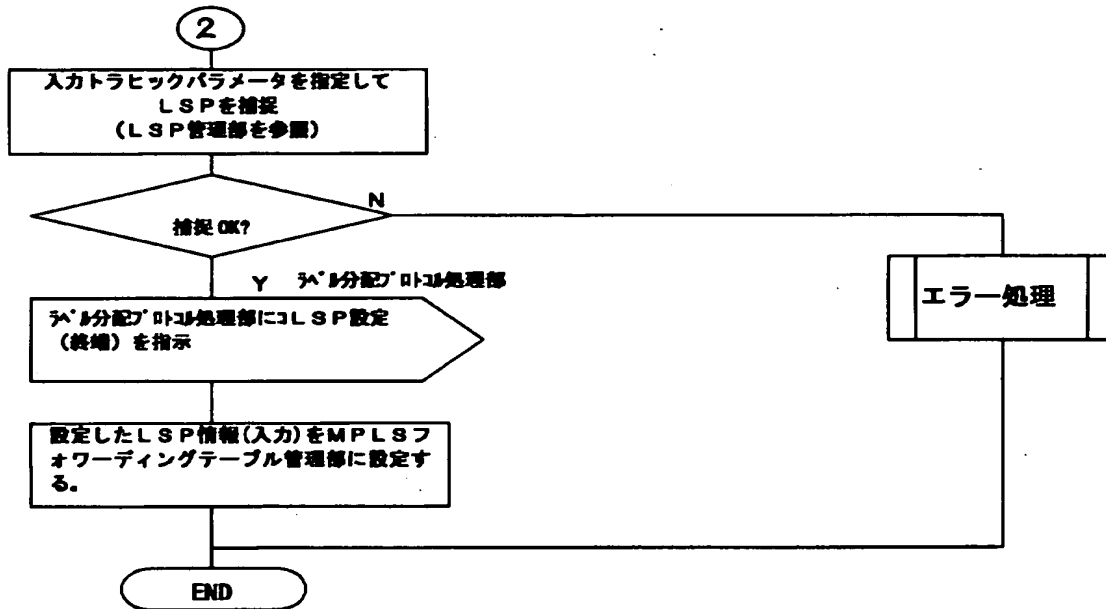 2
入力トラヒックパラメータを指定して
LSPを捕捉
(LSP管理部を参照)
捕捉OK?
N
Y
ラベル分配プロトコル処理部
ラベル分配プロトコル処理部にコLSP設定
(終端)を指示
エラー処理
設定したLSP情報(入力)をMPLSフ
ォワーディングテーブル管理部に設定す
る。
END